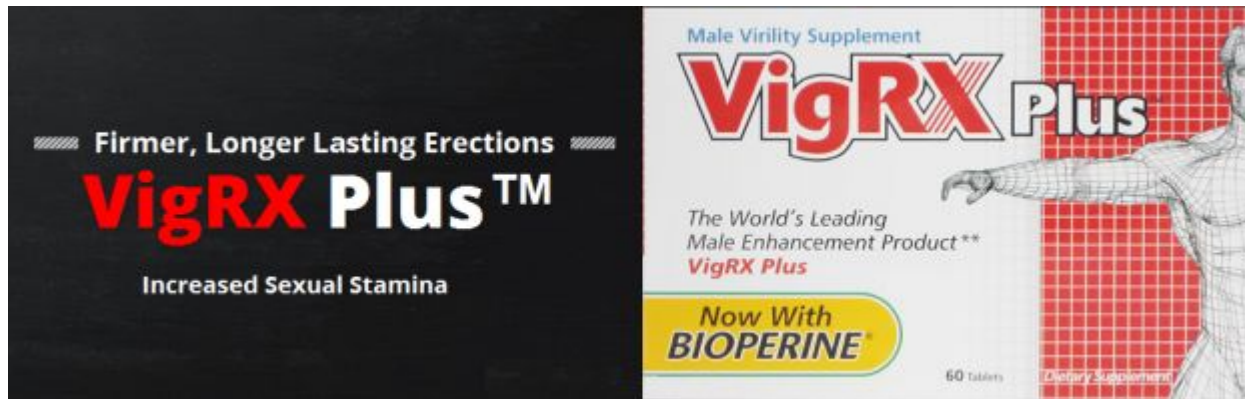 Firmer, Longer Lasting Erections
VigRX Plus™
Increased Sexual Stamina
Male Virility Supplement
VigRX Plus
The World's Leading
Male Enhancement Product**
VigRX Plus
Now With
BIOPERINE®
60 Tablets
Dietary Supplement